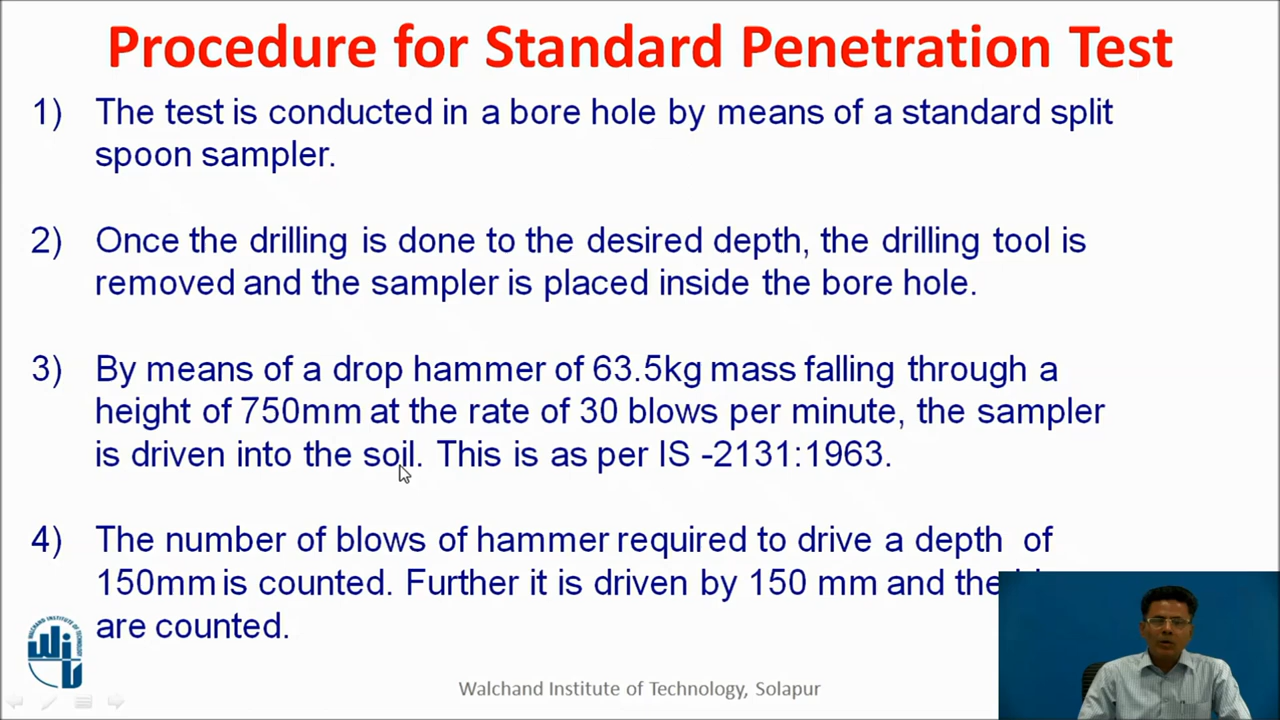 Procedure for Standard Penetration Test
1) The test is conducted in a bore hole by means of a standard split
spoon sampler.
2) Once the drilling is done to the desired depth, the drilling tool is
removed and the sampler is placed inside the bore hole.
3) By means of a drop hammer of 63.5kg mass falling through a
height of 750mm at the rate of 30 blows per minute, the sampler
is driven into the soil. This is as per IS -2131:1963.
4) The number of blows of hammer required to drive a depth of
150mm is counted. Further it is driven by 150 mm and the
are counted.
WALCHAND INSTITUTE OF TECHNOLOGY
WIT
Walchand Institute of Technology, Solapur